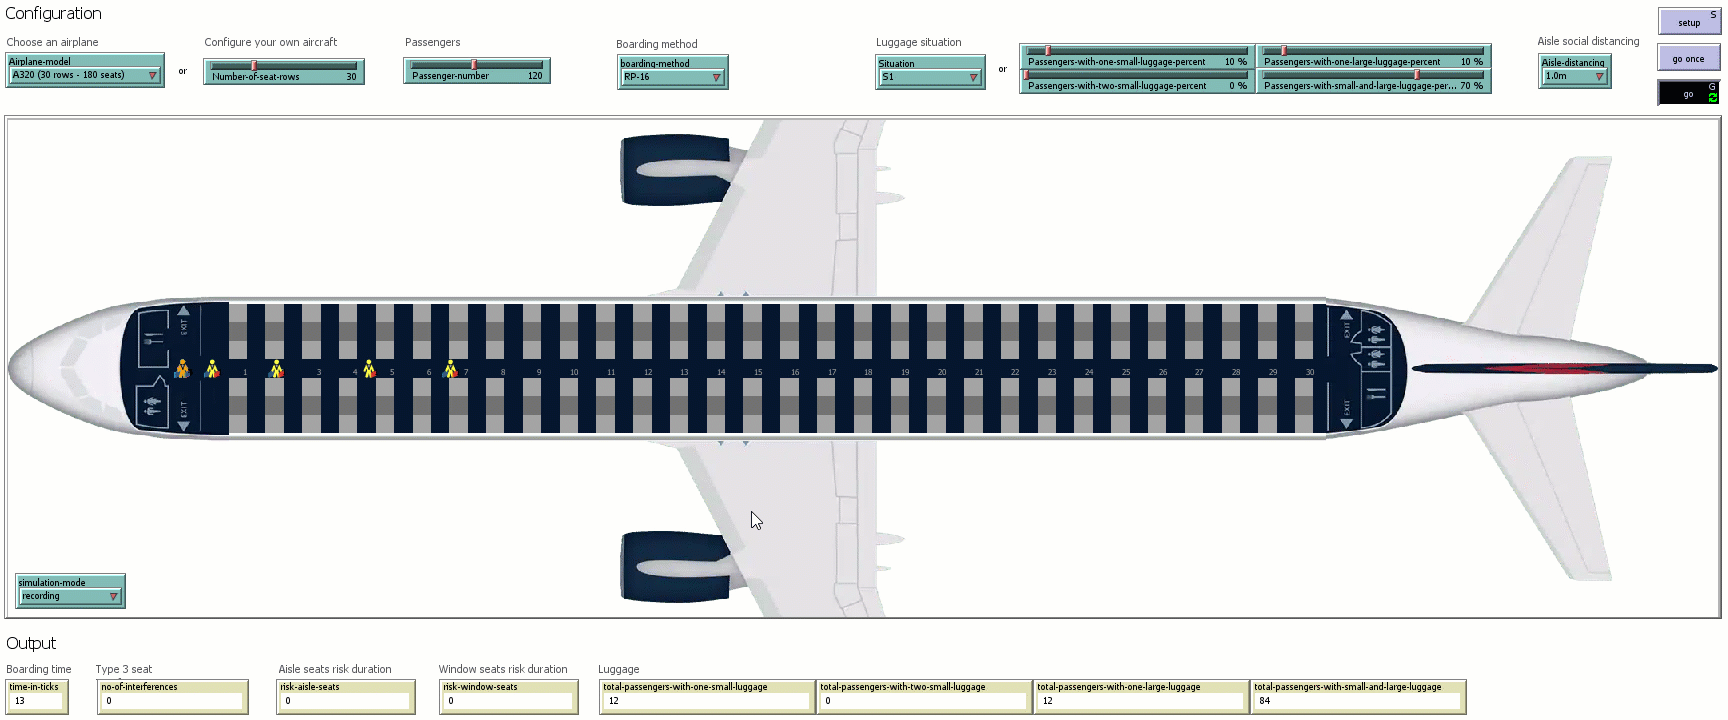 Configuration
S
setup
Choose an airplane
Configure your own aircraft
Passengers
Boarding method
Luggage situation
Aisle social distancing
Airplane-model
A320 (30 rows - 180 seats)
or
Number-of-seat-rows 30
Passenger-number 120
boarding-method
RP-16
Situation
S1
or
Passengers-with-one-small-luggage-percent 10 %
Passengers-with-one-large-luggage-percent 10 %
Passengers-with-two-small-luggage-percent 0 %
Passengers-with-small-and-large-luggage-per... 70 %
Aisle-distancing
1.0m
go once
G
go
EXIT
EXIT
1 3 4 5 6 7 8 9 10 11 12 13 14 15 16 17 18 19 20 21 22 23 24 25 26 27 28 29 30
EXIT
EXIT
simulation-mode
recording
Output
Boarding time
Type 3 seat
Aisle seats risk duration
Window seats risk duration
Luggage
time-in-ticks
13
no-of-interferences
0
risk-aisle-seats
0
risk-window-seats
0
total-passengers-with-one-small-luggage
12
total-passengers-with-two-small-luggage
0
total-passengers-with-one-large-luggage
12
total-passengers-with-small-and-large-luggage
84